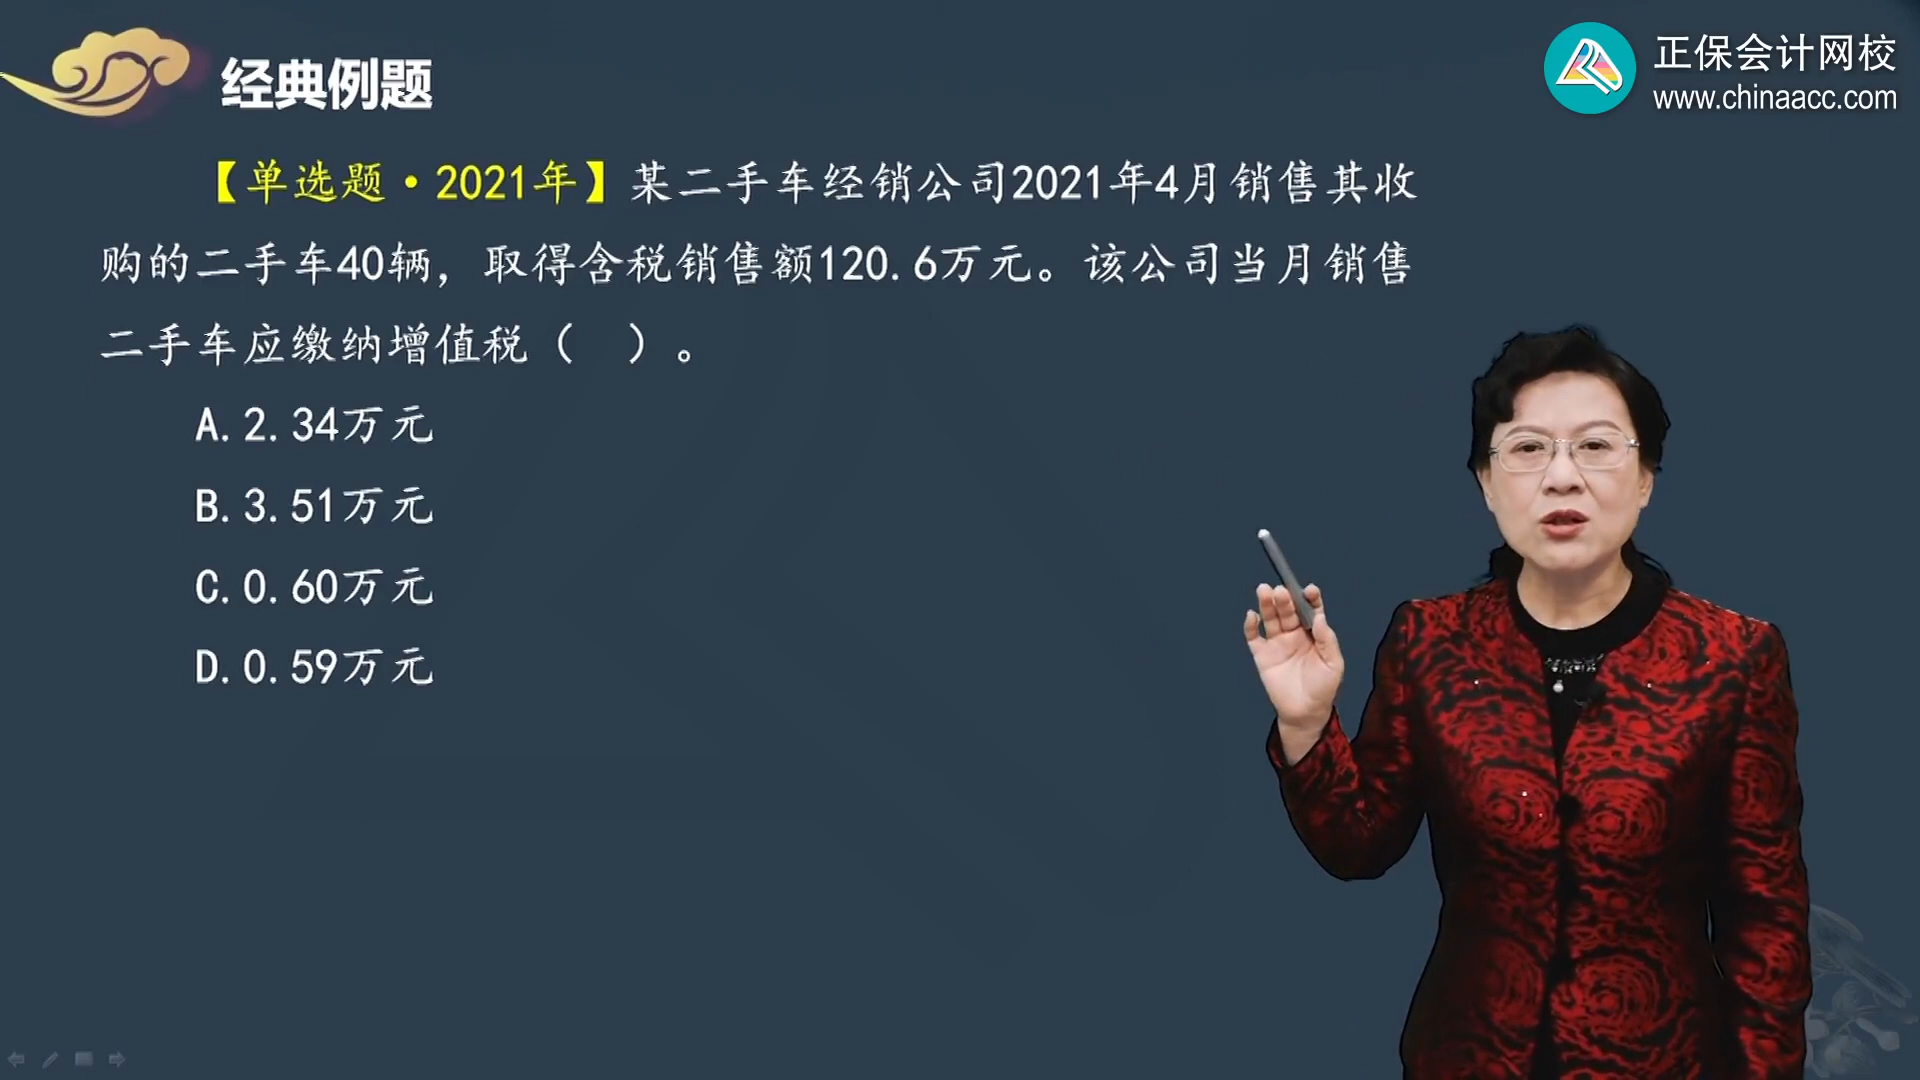 经典例题
正保会计网校
www.chinaacc.com
【单选题·2021年】某二手车经销公司2021年4月销售其收
购的二手车40辆，取得含税销售额120.6万元。该公司当月销售
二手车应缴纳增值税（ ）。
A.2.34万元
B.3.51万元
C.0.60万元
D.0.59万元